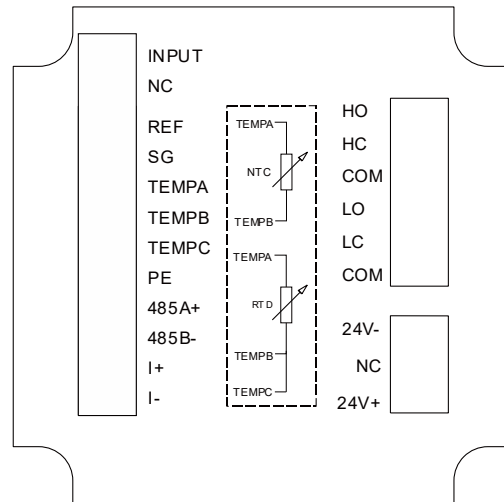 INPUT
NC
REF
SG
TEMPA
TEMPB
TEMPC
PE
485A+
485B-
I+
I-
TEMPA
NTC
TEMPB
TEMPA
RTD
TEMPB
TEMPC
HO
HC
COM
LO
LC
COM
24V-
NC
24V+